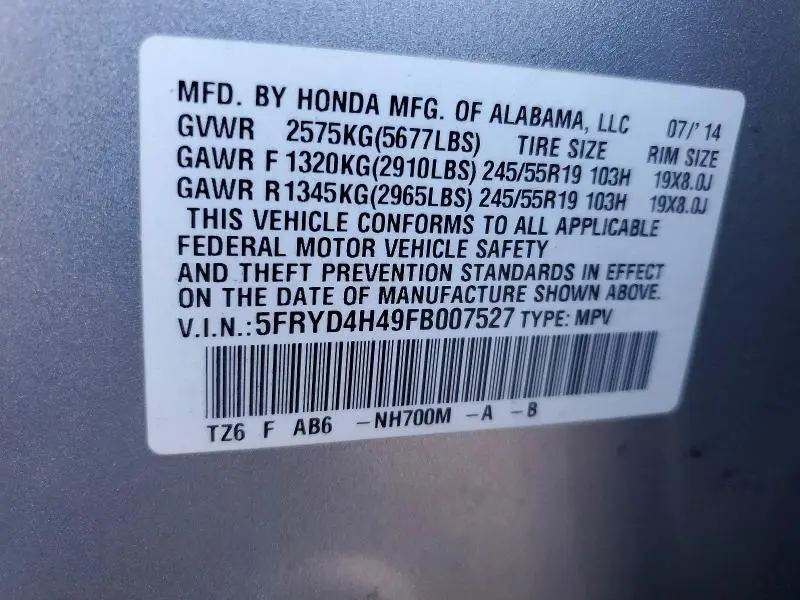 MFD. BY HONDA MFG. OF ALABAMA, LLC 07/'14
GVWR 2575KG(5677LBS) TIRE SIZE RIM SIZE
GAWR F 1320KG(2910LBS) 245/55R19 103H 19X8.0J
GAWR R1345KG(2965LBS) 245/55R19 103H 19X8.0J
THIS VEHICLE CONFORMS TO ALL APPLICABLE
FEDERAL MOTOR VEHICLE SAFETY
AND THEFT PREVENTION STANDARDS IN EFFECT
ON THE DATE OF MANUFACTURE SHOWN ABOVE.
V.I.N.:5FRYD4H49FB007527 TYPE: MPV
TZ6 F AB6 -NH700M -A -B